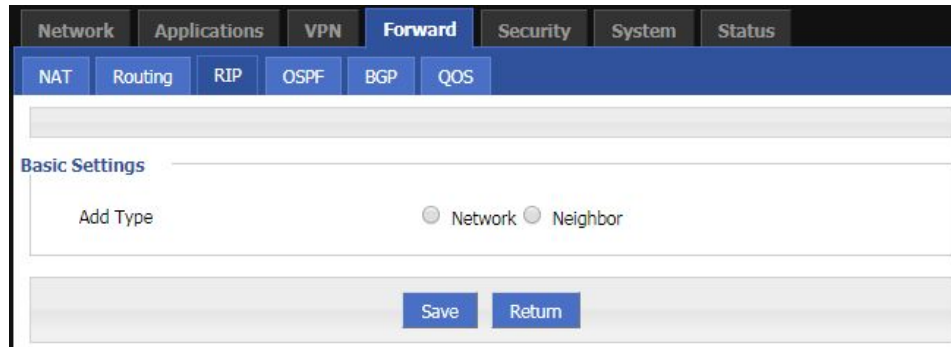 Network Applications VPN Forward Security System Status
NAT Routing RIP OSPF BGP QOS
Basic Settings
Add Type Network Neighbor
Save Return